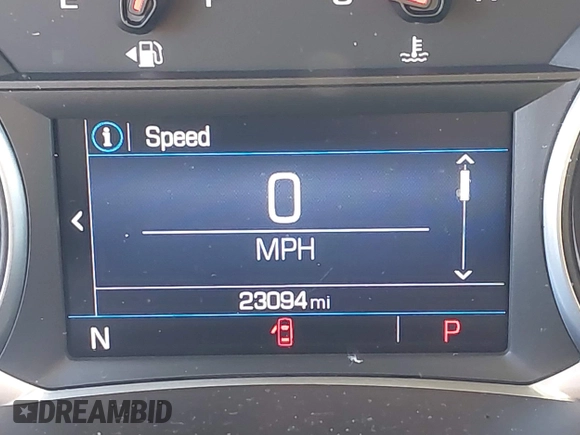 E F C H
Speed
0
MPH
23094 mi
N P
DREAMBID